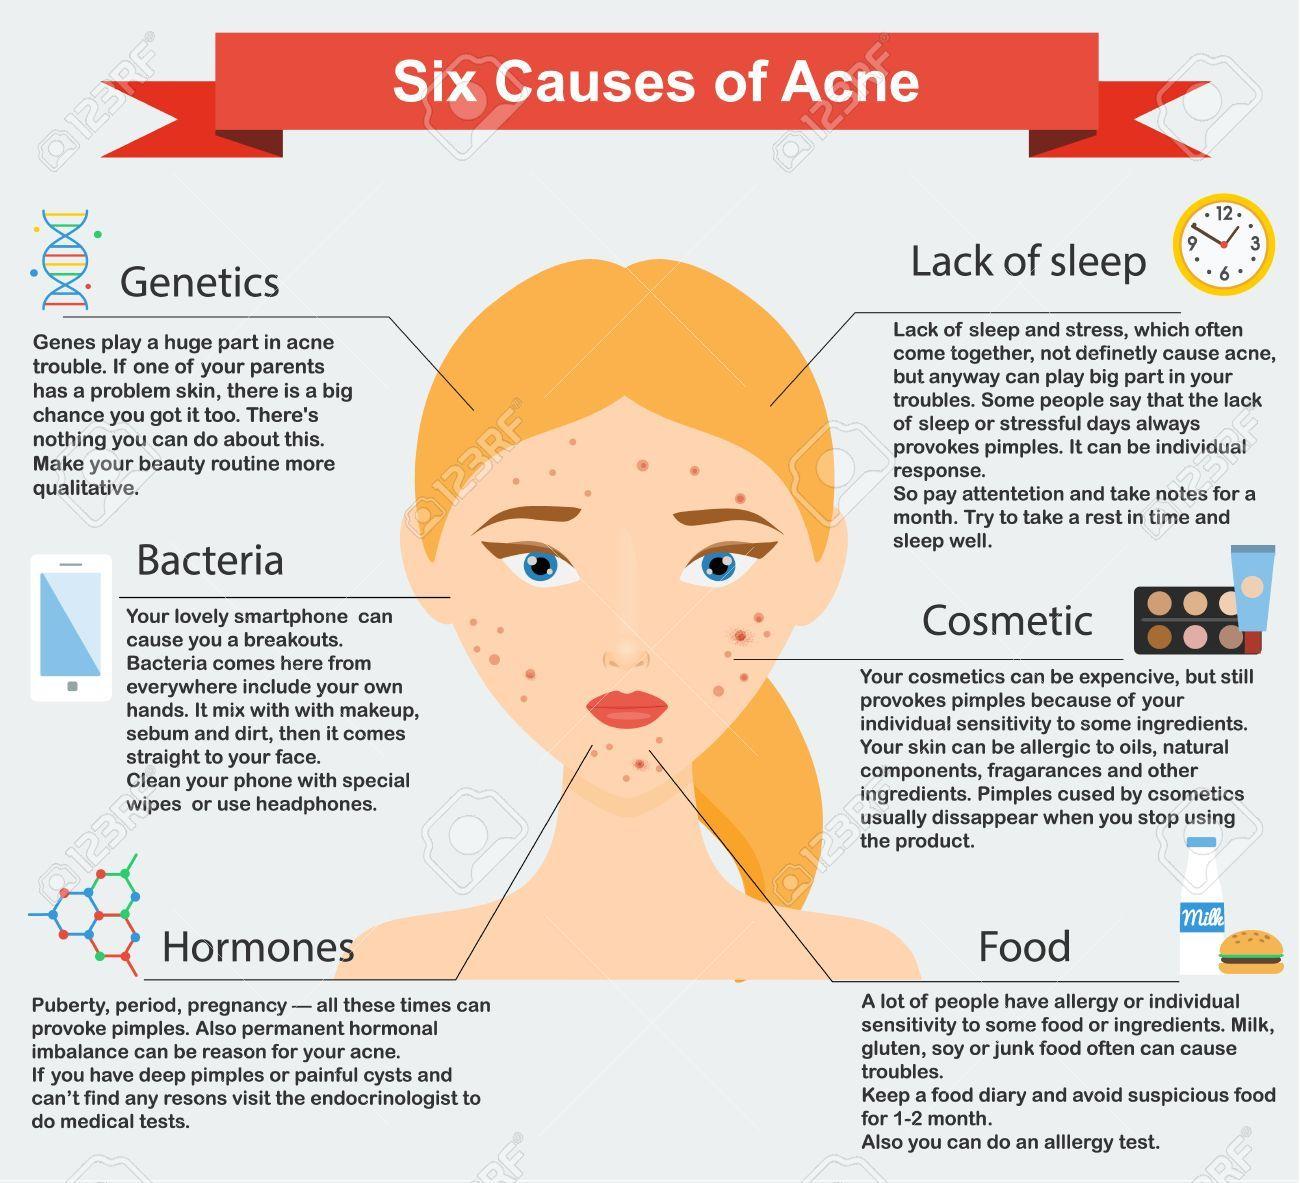 Six Causes of Acne
Genetics
Genes play a huge part in acne
trouble. If one of your parents
has a problem skin, there is a big
chance you got it too. There's
nothing you can do about this.
Make your beauty routine more
qualitative.
Bacteria
Your lovely smartphone can
cause you a breakouts.
Bacteria comes here from
everywhere include your own
hands. It mix with with makeup,
sebum and dirt, then it comes
straight to your face.
Clean your phone with special
wipes or use headphones.
Hormones
Puberty, period, pregnancy — all these times can
provoke pimples. Also permanent hormonal
imbalance can be reason for your acne.
If you have deep pimples or painful cysts and
can't find any resons visit the endocrinologist to
do medical tests.
Lack of sleep
12
9
3
6
Lack of sleep and stress, which often
come together, not definetly cause acne,
but anyway can play big part in your
troubles. Some people say that the lack
of sleep or stressful days always
provokes pimples. It can be individual
response.
So pay attentetion and take notes for a
month. Try to take a rest in time and
sleep well.
Cosmetic
Your cosmetics can be expencive, but still
provokes pimples because of your
individual sensitivity to some ingredients.
Your skin can be allergic to oils, natural
components, fragarances and other
ingredients. Pimples cused by csometics
usually dissappear when you stop using
the product.
Milk
Food
A lot of people have allergy or individual
sensitivity to some food or ingredients. Milk,
gluten, soy or junk food often can cause
troubles.
Keep a food diary and avoid suspicious food
for 1-2 month.
Also you can do an alllergy test.
123RF
123RF
123RF
123RF
123RF
123RF
123RF
123RF
123RF
123RF
123RF